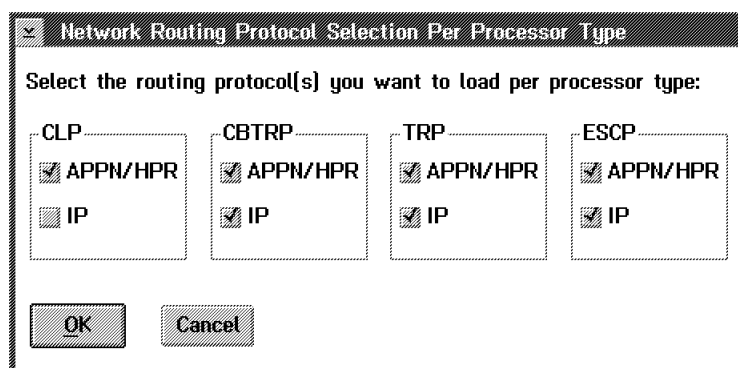 Network Routing Protocol Selection Per Processor Type
Select the routing protocol(s) you want to load per processor type:
CLP CBTRP TRP ESCP
APPN/HPR APPN/HPR APPN/HPR APPN/HPR
IP IP IP IP
OK Cancel